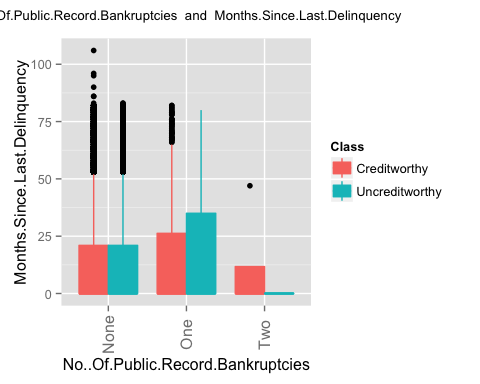 Of.Public.Record.Bankruptcies and Months.Since.Last.Delinquency
Months.Since.Last.Delinquency
100
75
50
25
0
None
One
Two
No..Of.Public.Record.Bankruptcies
Class
Creditworthy
Uncreditworthy